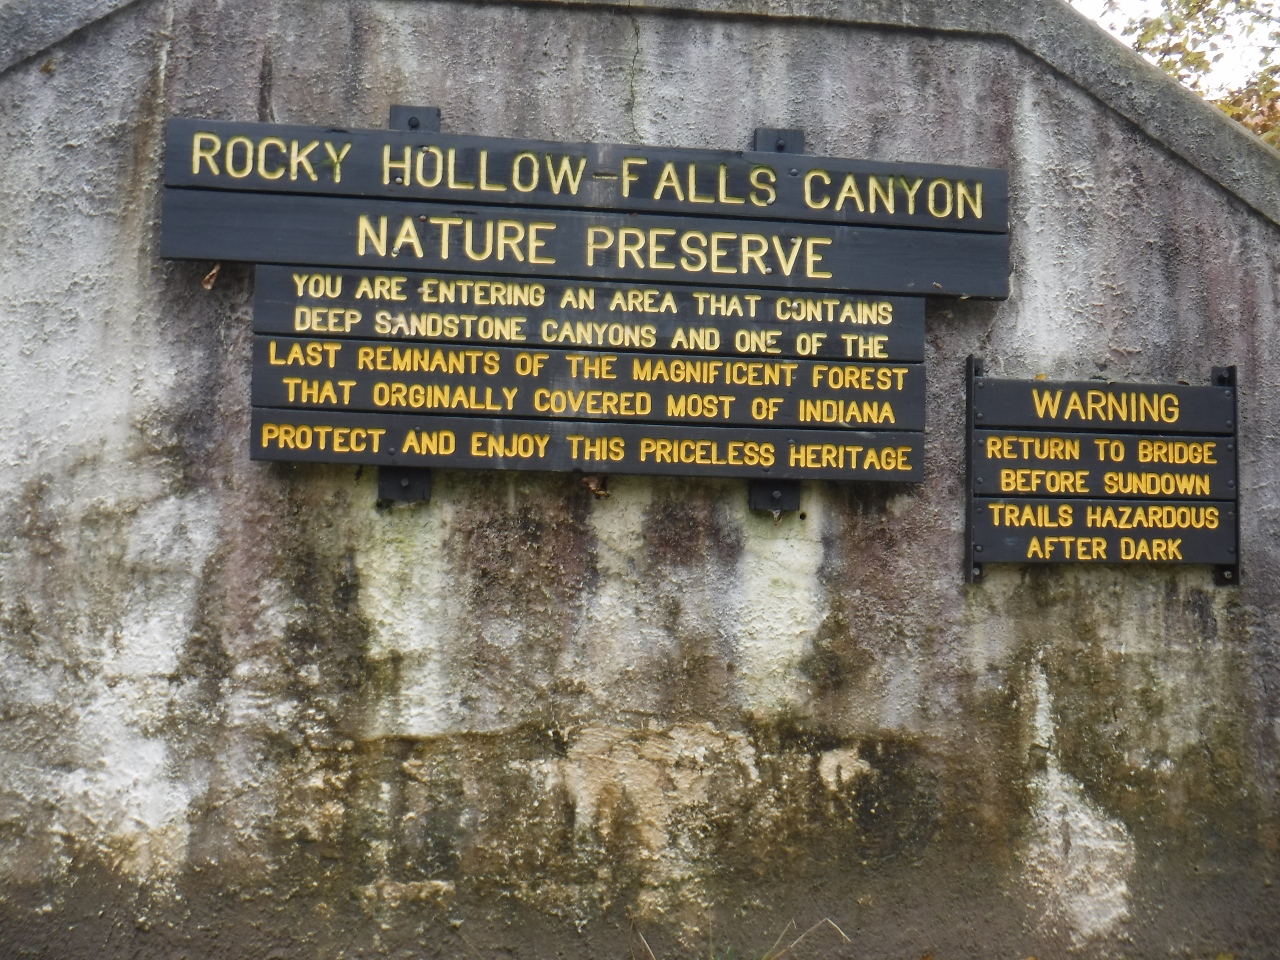 ROCKY HOLLOW-FALLS CANYON
NATURE PRESERVE
YOU ARE ENTERING AN AREA THAT CONTAINS
DEEP SANDSTONE CANYONS AND ONE OF THE
LAST REMNANTS OF THE MAGNIFICENT FOREST
THAT ORGINALLY COVERED MOST OF INDIANA
PROTECT AND ENJOY THIS PRICELESS HERITAGE
WARNING
RETURN TO BRIDGE
BEFORE SUNDOWN
TRAILS HAZARDOUS
AFTER DARK